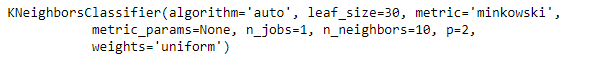 KNeighborsClassifier(algorithm='auto', leaf_size=30, metric='minkowski',
metric_params=None, n_jobs=1, n_neighbors=10, p=2,
weights='uniform')